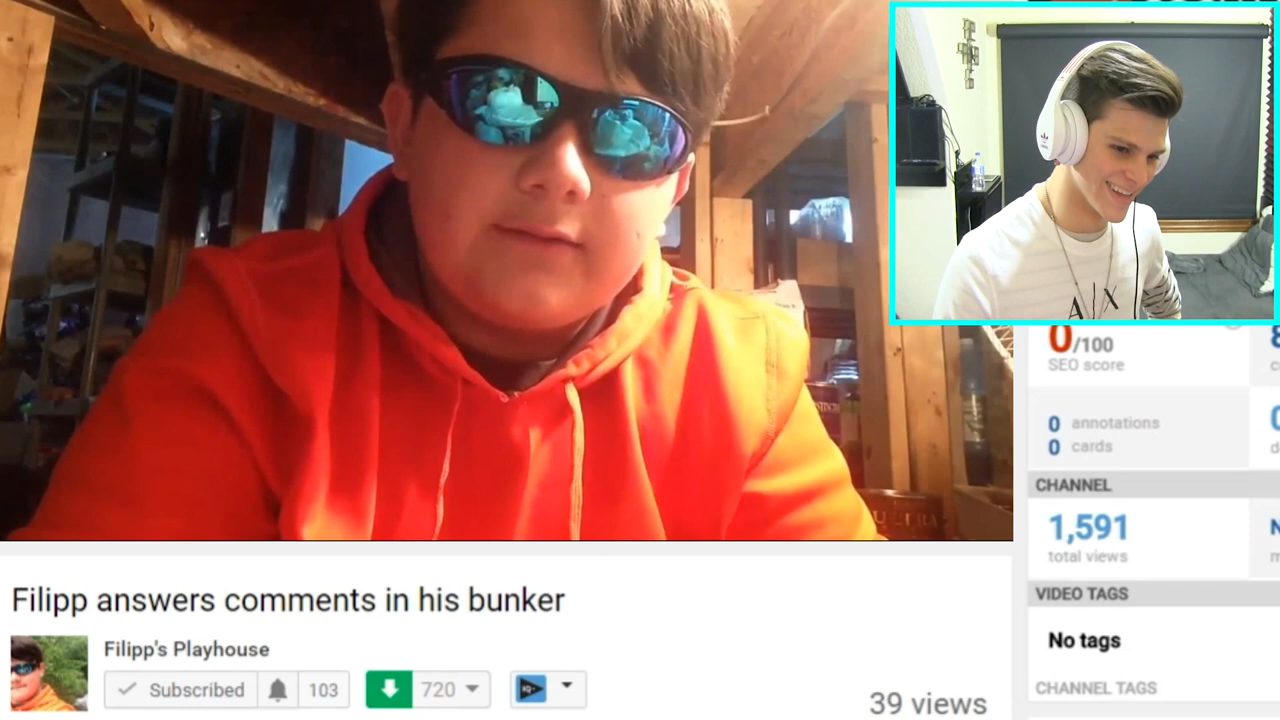 A|X
0/100
SEO score
0 annotations
0 cards
CHANNEL
1,591
total views
Filipp answers comments in his bunker
VIDEO TAGS
Filipp's Playhouse
No tags
Subscribed 103
720
IQ+
CHANNEL TAGS
39 views